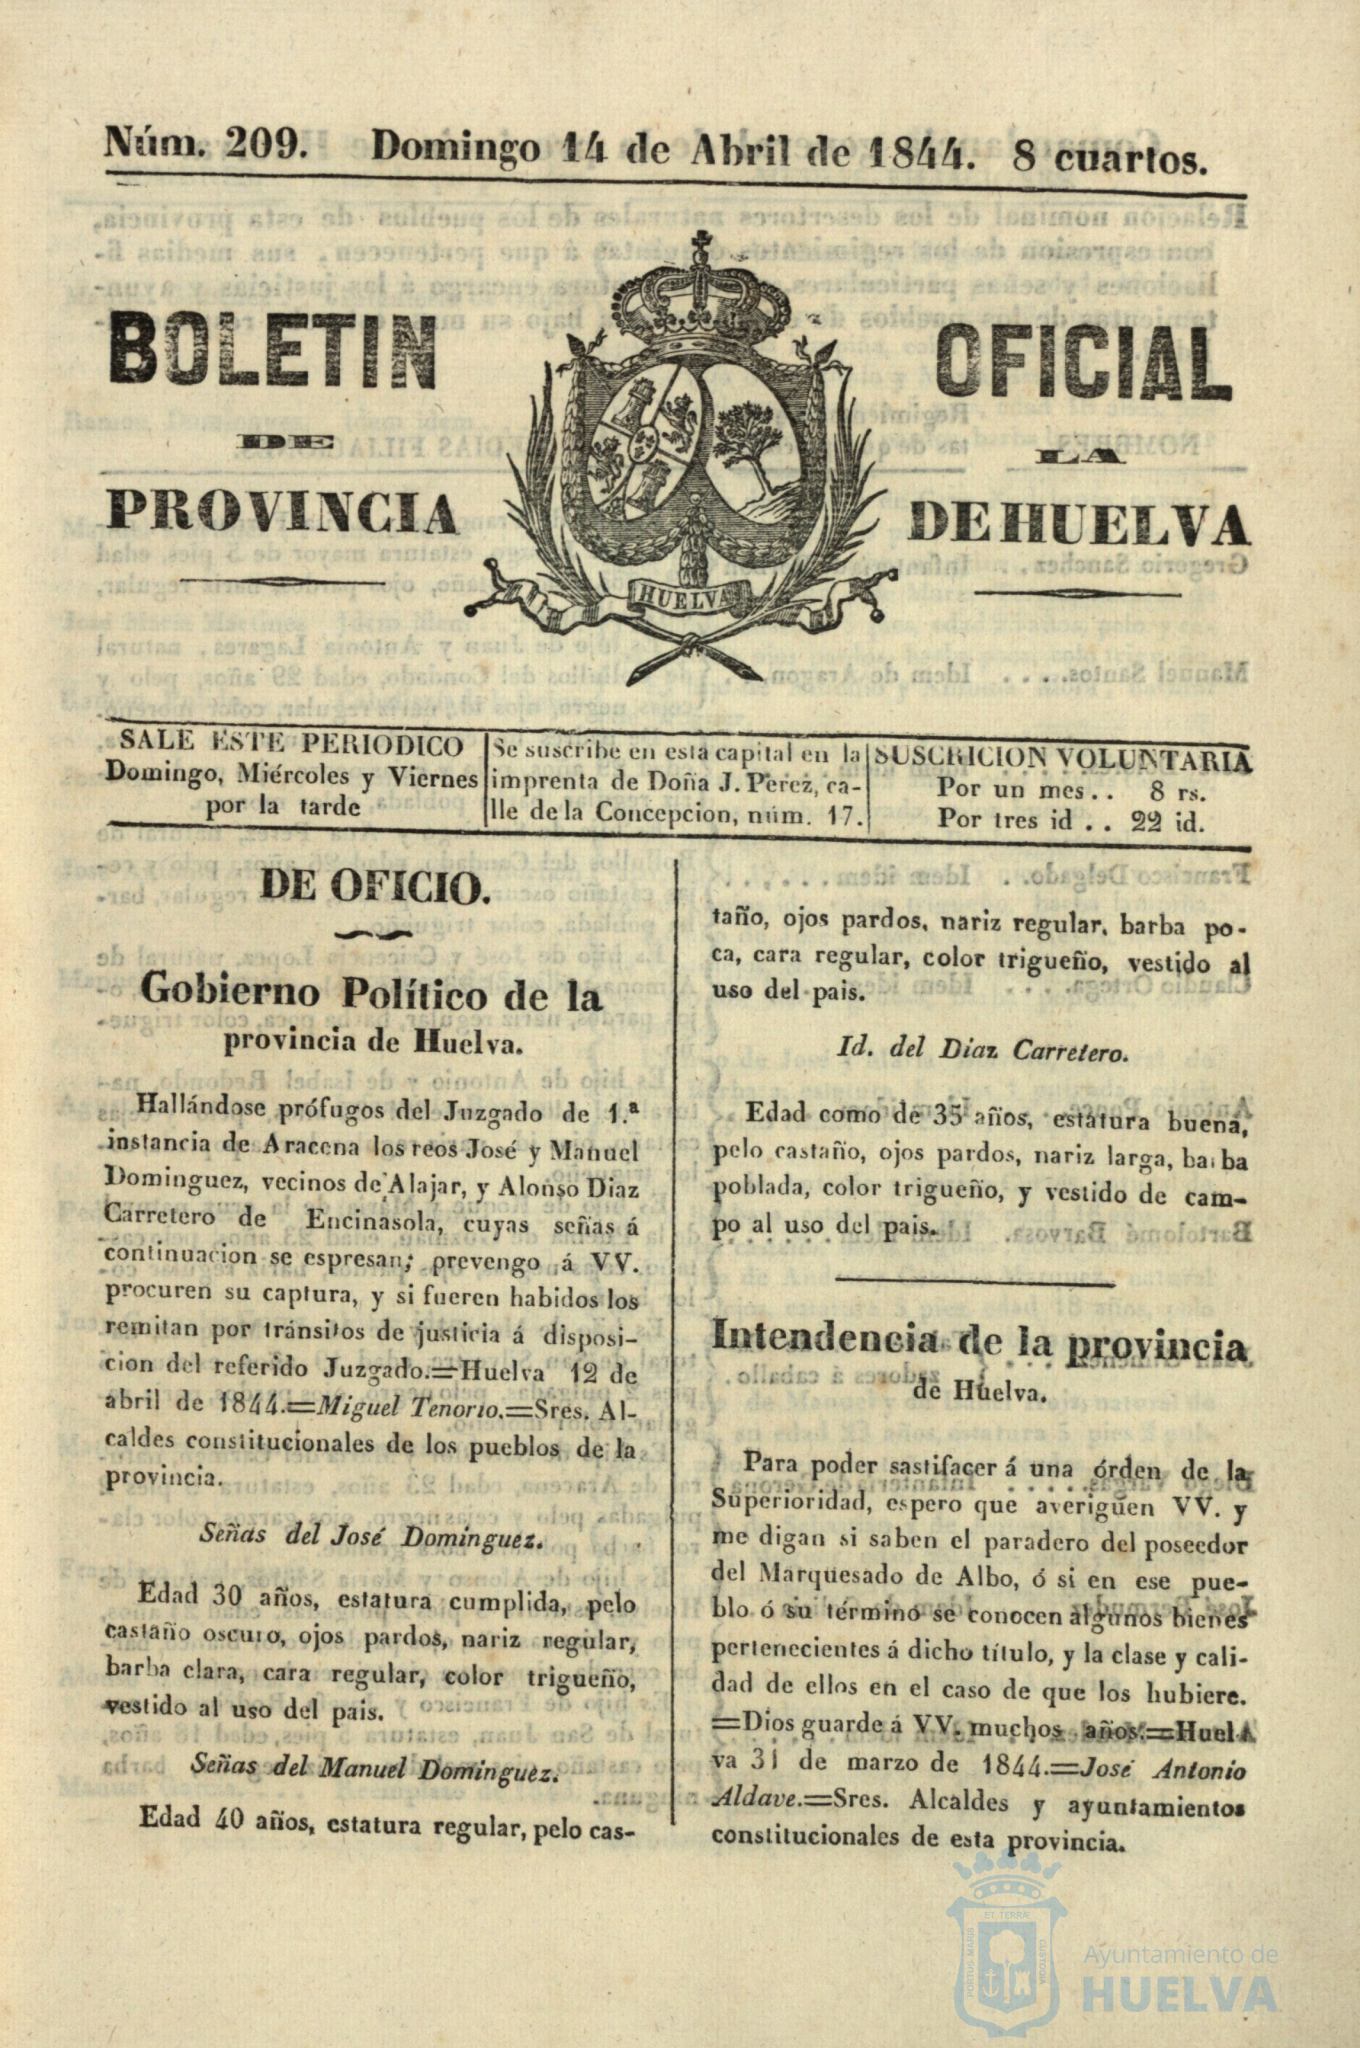 Núm. 209. Domingo 14 de Abril de 1844. 8 cuartos.
BOLETIN OFICIAL
DE LA
PROVINCIA DE HUELVA
HUELVA
SALE ESTE PERIODICO
Domingo, Miércoles y Viernes
por la tarde
Se suscribe en esta capital en la
imprenta de Doña J. Perez, ca-
lle de la Concepcion, núm. 17.
SUSCRICION VOLUNTARIA
Por un mes . . 8 rs.
Por tres id . . 22 id.
DE OFICIO.
Gobierno Político de la
provincia de Huelva.
Hallándose prófugos del Juzgado de 1.ª
instancia de Aracena los reos José y Manuel
Dominguez, vecinos de Alajar, y Alonso Diaz
Carretero de Encinasola, cuyas señas á
continuacion se espresan; prevengo á VV.
procuren su captura, y si fueren habidos los
remitan por tránsitos de justicia á disposi-
cion del referido Juzgado.=Huelva 12 de
abril de 1844.=Miguel Tenorio.=Sres. Al-
caldes constitucionales de los pueblos de la
provincia.
Señas del José Domínguez.
Edad 30 años, estatura cumplida, pelo
castaño oscuro, ojos pardos, nariz regular,
barba clara, cara regular, color trigueño,
vestido al uso del pais.
Señas del Manuel Dominguez.
Edad 40 años, estatura regular, pelo cas-
taño, ojos pardos, nariz regular, barba po-
ca, cara regular, color trigueño, vestido al
uso del pais.
Id. del Diaz Carretero.
Edad como de 35 años, estatura buena,
pelo castaño, ojos pardos, nariz larga, barba
poblada, color trigueño, y vestido de cam-
po al uso del pais.
Intendencia de la provincia
de Huelva.
Para poder sastifacer á una órden de la
Superioridad, espero que averigüen VV. y
me digan si saben el paradero del poseedor
del Marquesado de Albo, ó si en ese pue-
blo ó su término se conocen algunos bienes
pertenecientes á dicho título, y la clase y cali-
dad de ellos en el caso de que los hubiere.
=Dios guarde á VV. muchos años.=Huel
va 31 de marzo de 1844.=José Antonio
Aldave.=Sres. Alcaldes y ayuntamientos
constitucionales de esta provincia.
PORTUS MARIS ET TERRÆ CUSTODIA
Ayuntamiento de
HUELVA